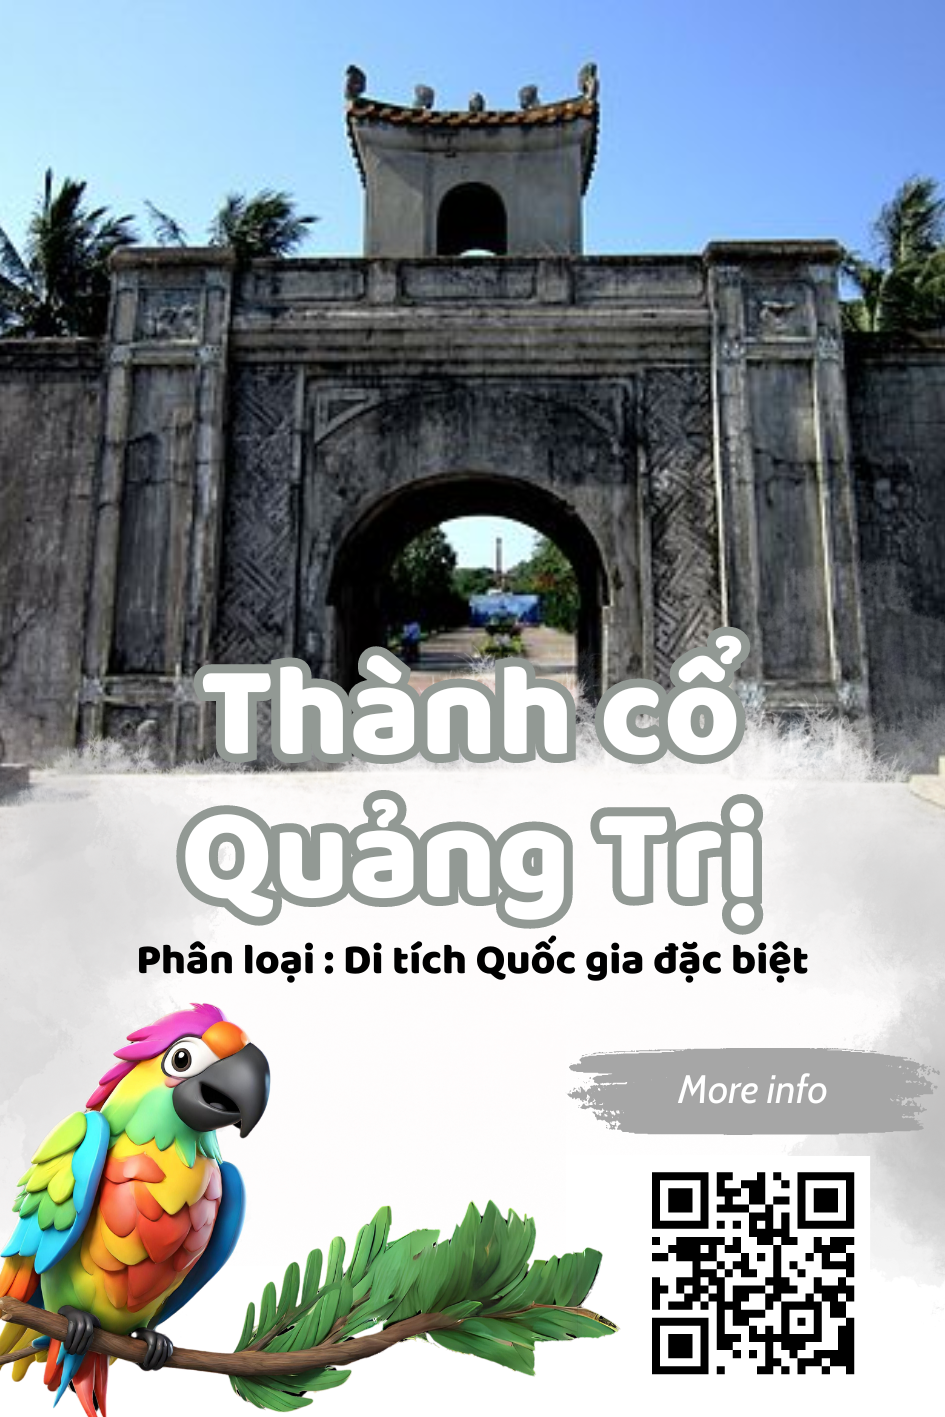 Thành cổ
Quảng Trị
Phân loại : Di tích Quốc gia đặc biệt
More info